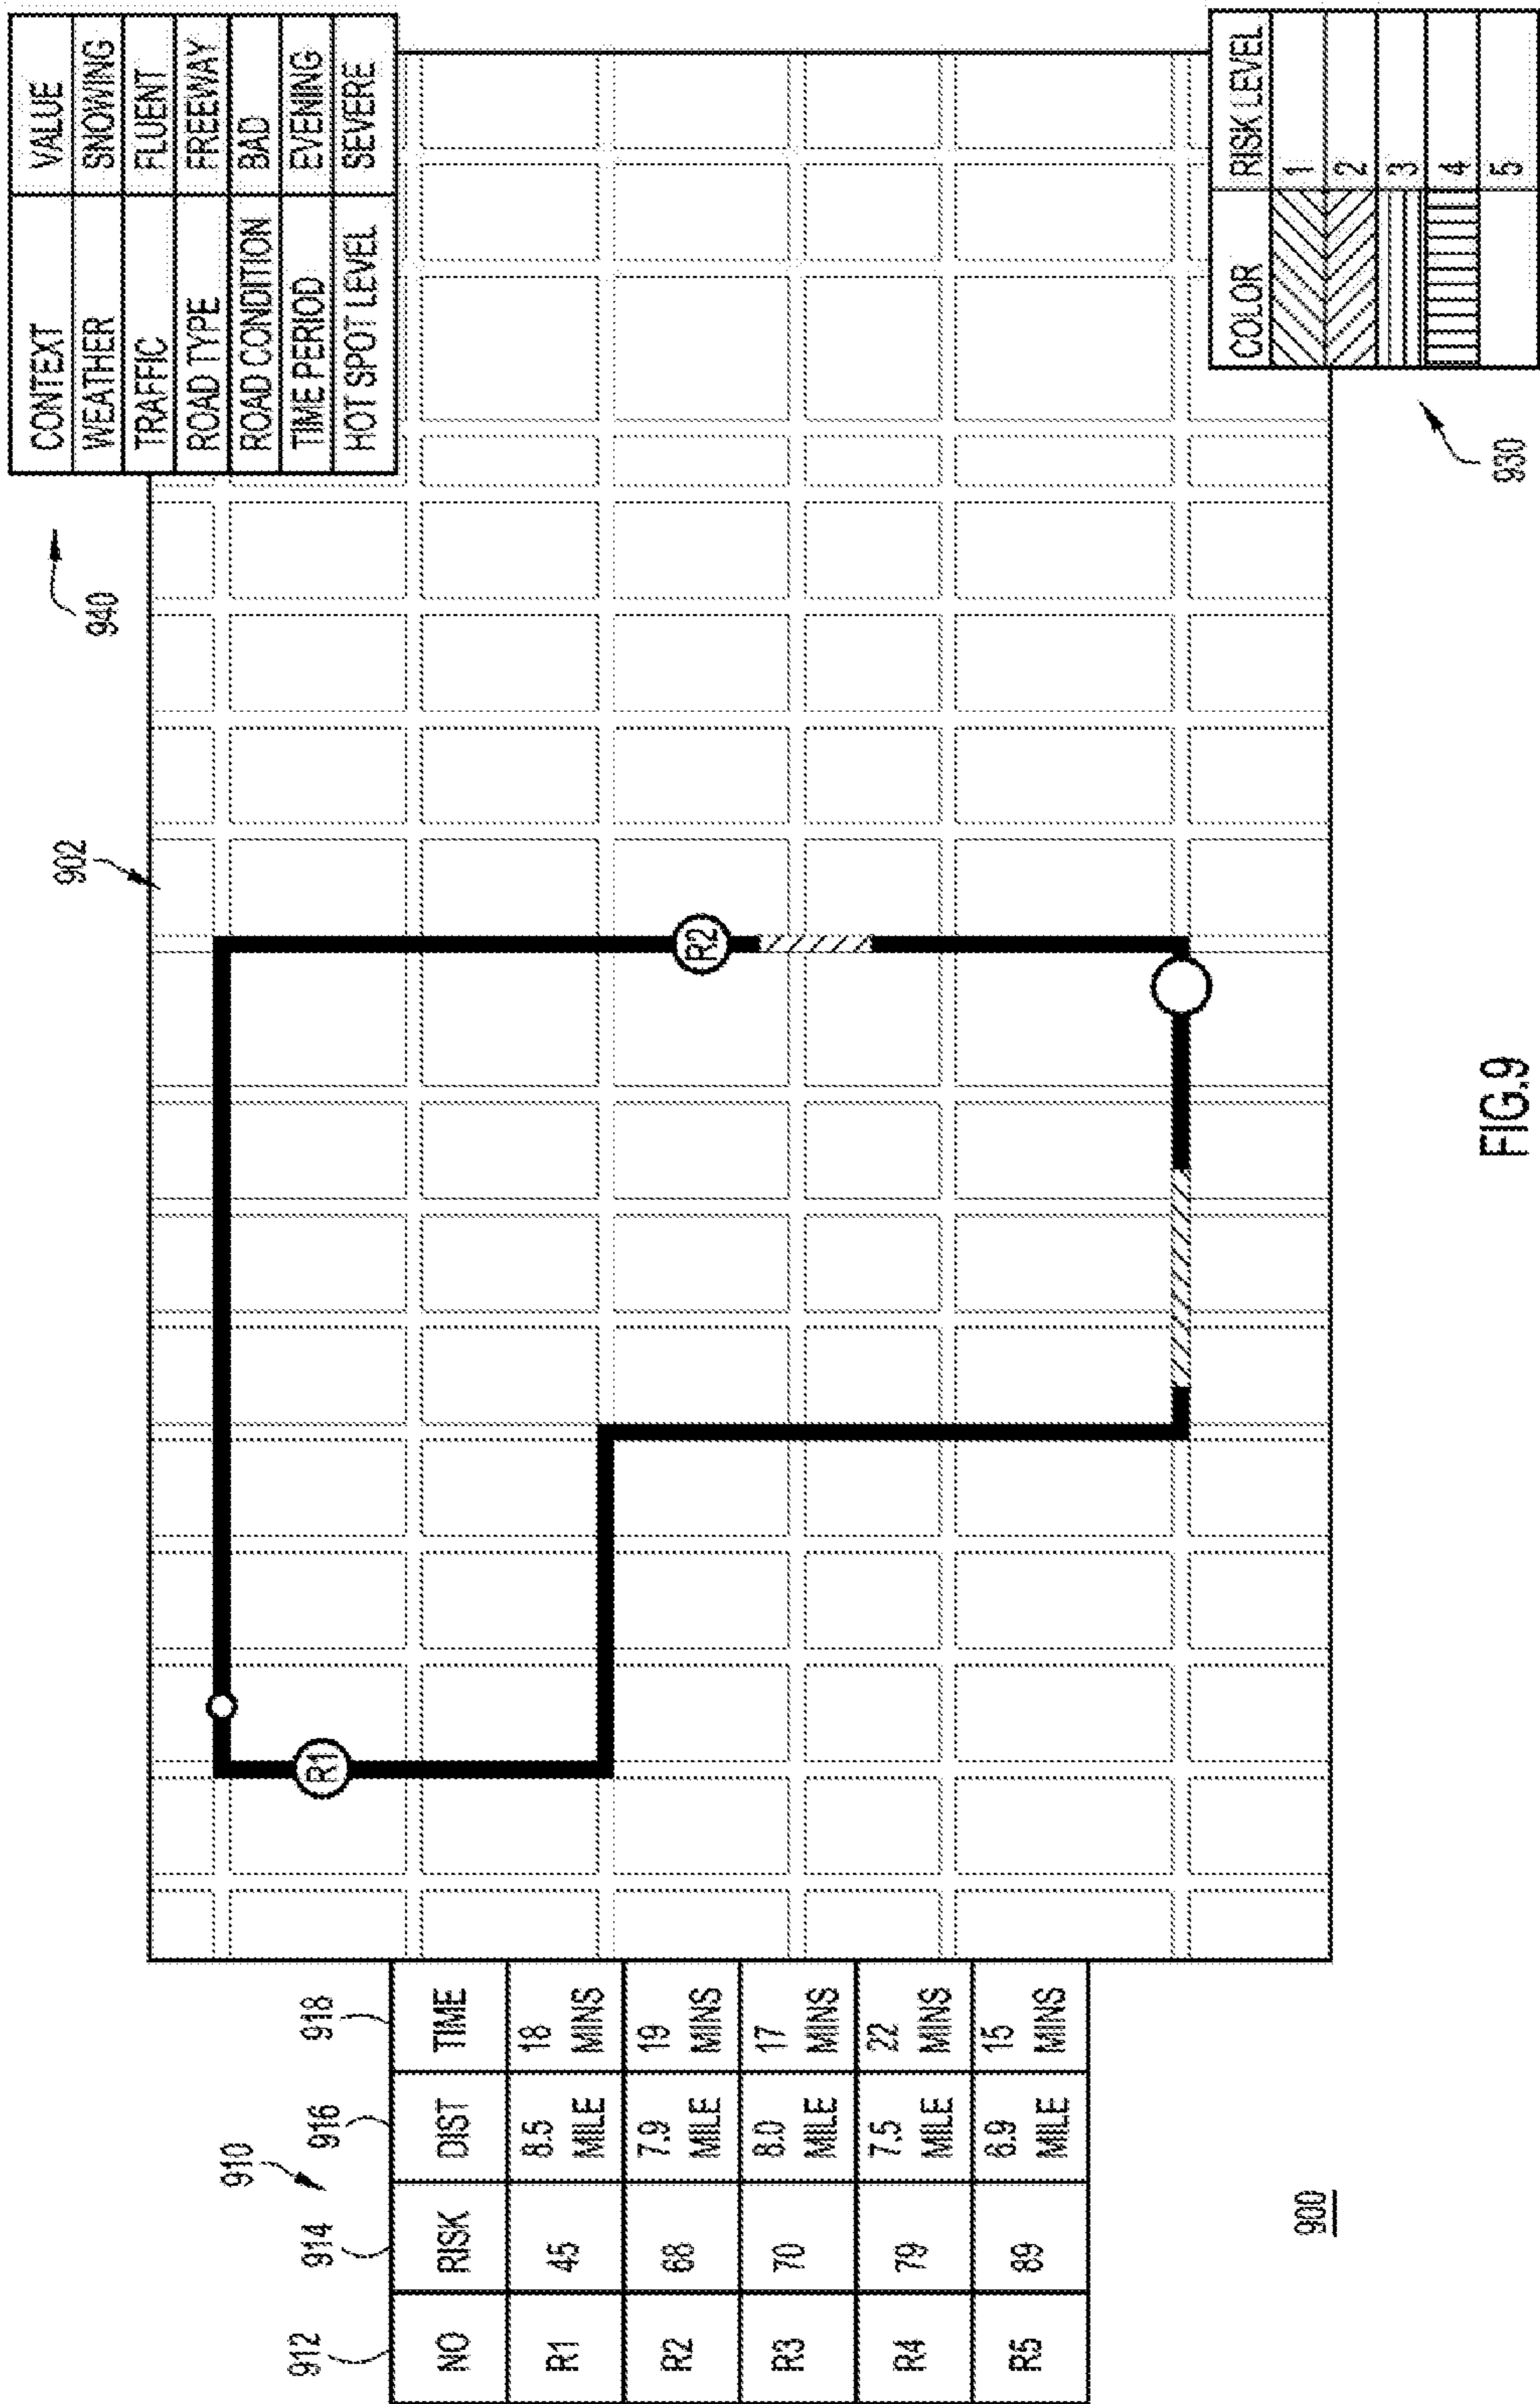 910
912 914 916 918
NO RISK DIST TIME
R1 45 8.5 MILE 18 MINS
R2 68 7.9 MILE 19 MINS
R3 70 8.0 MILE 17 MINS
R4 79 7.5 MILE 22 MINS
R5 89 6.9 MILE 15 MINS
902
940
CONTEXT VALUE
WEATHER SNOWING
TRAFFIC FLUENT
ROAD TYPE FREEWAY
ROAD CONDITION BAD
TIME PERIOD EVENING
HOT SPOT LEVEL SEVERE
R1
R2
COLOR RISK LEVEL
1
2
3
4
5
930
900
FIG.9